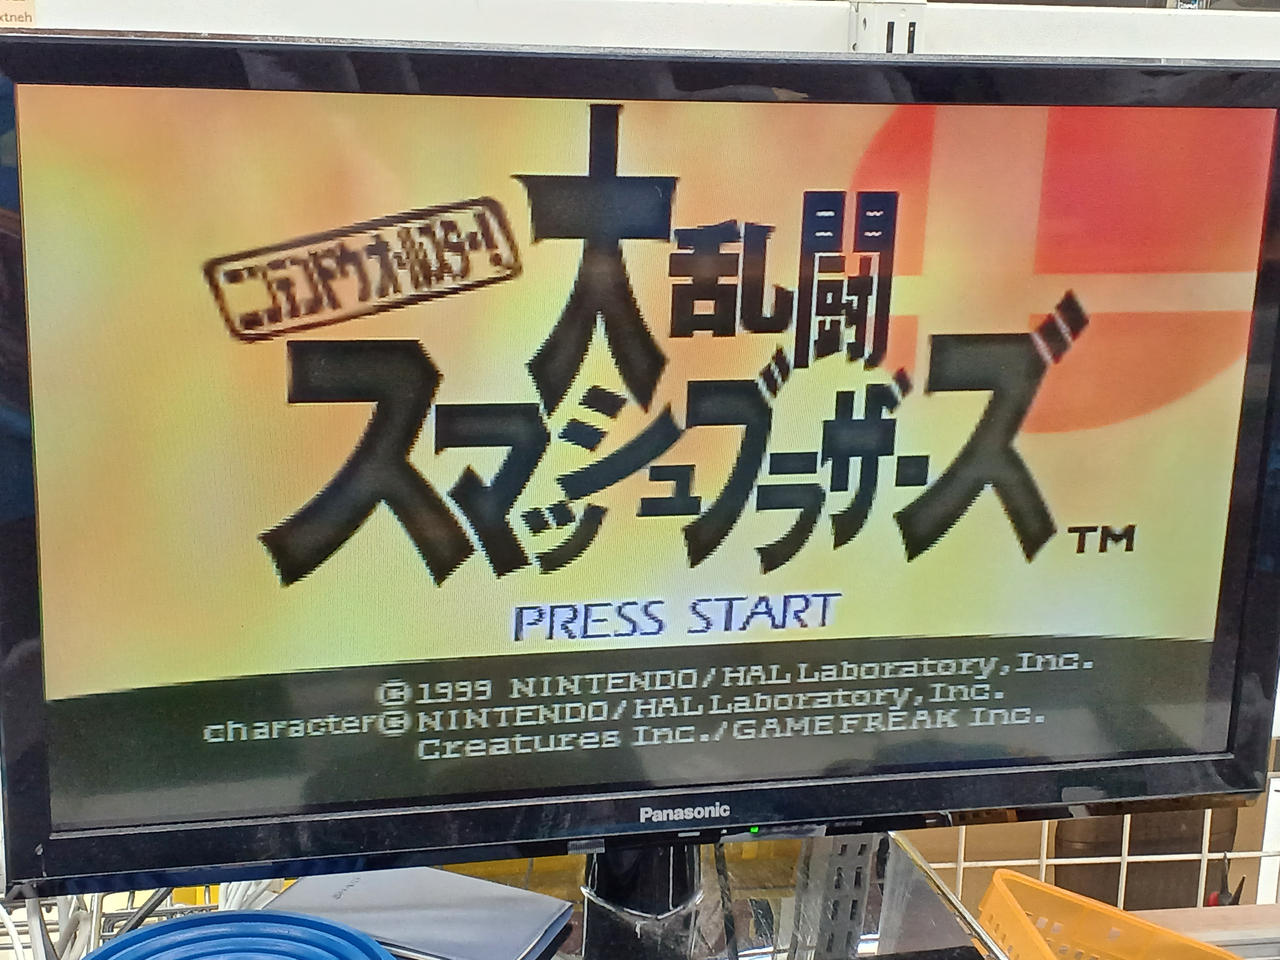 xtneh
ニンテンドウオールスター!
大乱闘
スマッシュブラザーズ
TM
PRESS START
©1999 NINTENDO/HAL Laboratory,Inc.
character©NINTENDO/HAL Laboratory,Inc.
Creatures Inc./GAMEFREAK Inc.
Panasonic